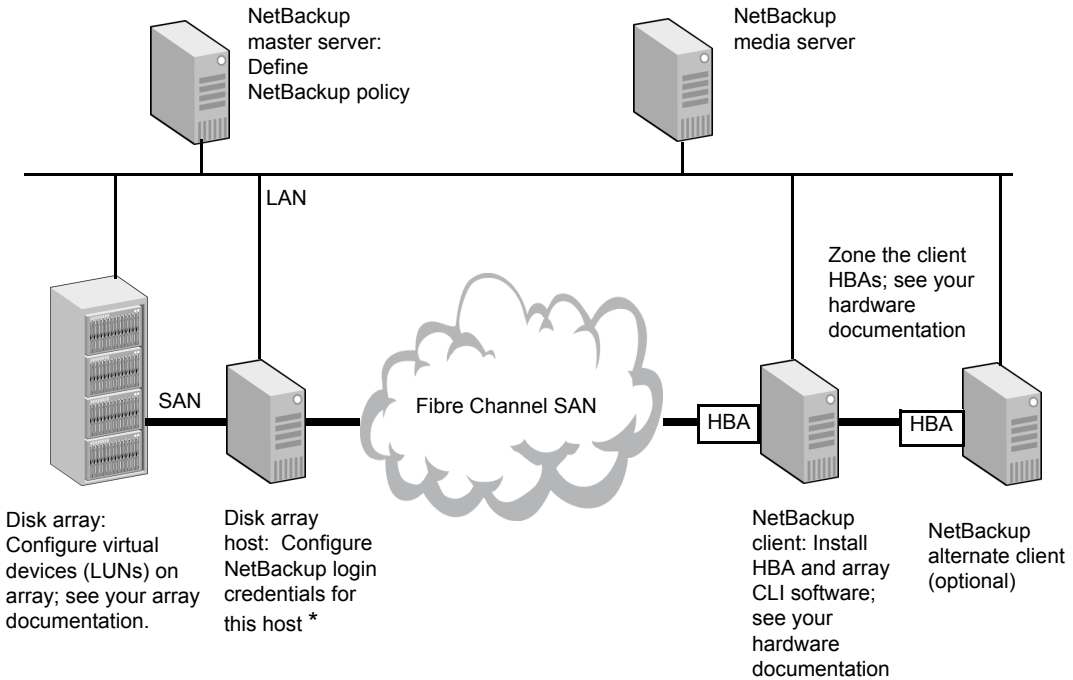 NetBackup
master server:
Define
NetBackup policy
NetBackup
media server
LAN
Zone the client
HBAs; see your
hardware
documentation
SAN
Fibre Channel SAN
HBA
HBA
Disk array:
Configure virtual
devices (LUNs) on
array; see your array
documentation.
Disk array
host: Configure
NetBackup login
credentials for
this host *
NetBackup
client: Install
HBA and array
CLI software;
see your
hardware
documentation
NetBackup
alternate client
(optional)